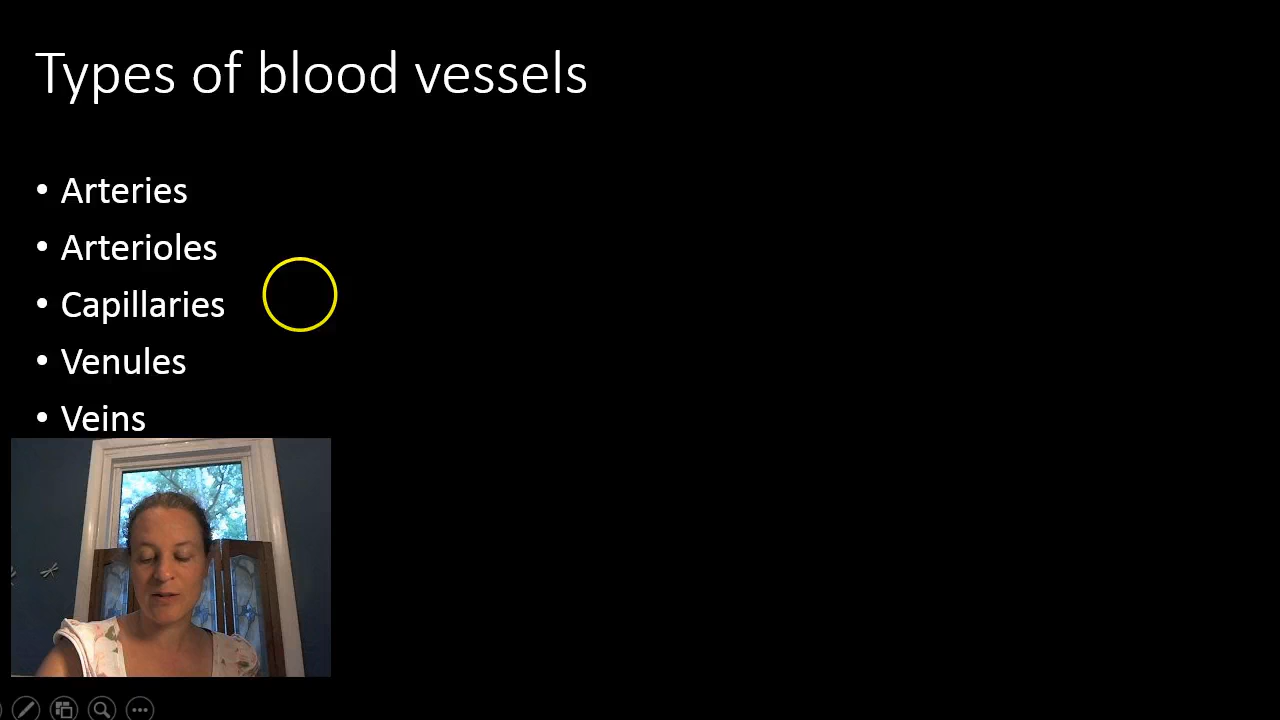 Types of blood vessels
• Arteries
• Arterioles
• Capillaries
• Venules
• Veins